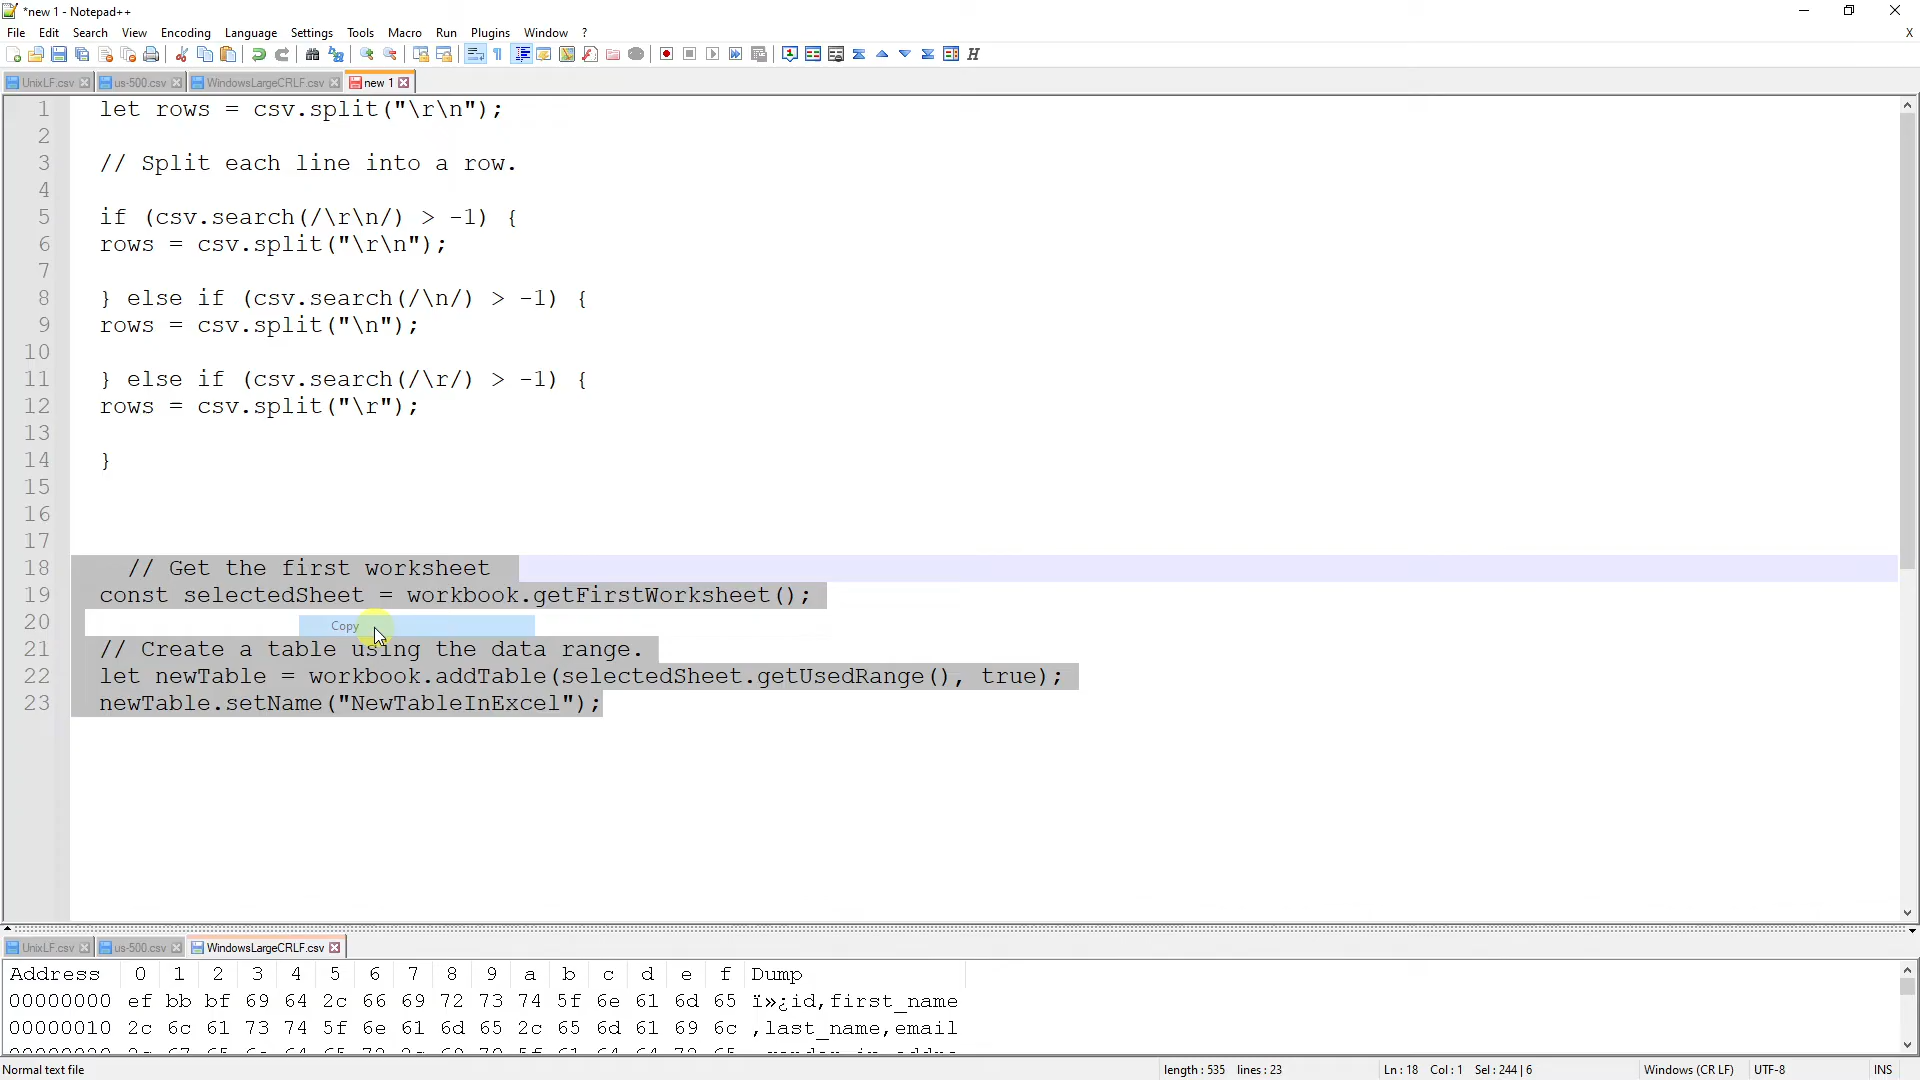 *new 1 - Notepad++
File Edit Search View Encoding Language Settings Tools Macro Run Plugins Window ?
X
UnixLF.csv us-500.csv WindowsLargeCRLF.csv new 1
1 let rows = csv.split("\r\n");
2
3 // Split each line into a row.
4
5 if (csv.search(/\r\n/) > -1) {
6 rows = csv.split("\r\n");
7
8 } else if (csv.search(/\n/) > -1) {
9 rows = csv.split("\n");
10
11 } else if (csv.search(/\r/) > -1) {
12 rows = csv.split("\r");
13
14 }
15
16
17
18 // Get the first worksheet
19 const selectedSheet = workbook.getFirstWorksheet();
20
Copy
21 // Create a table using the data range.
22 let newTable = workbook.addTable(selectedSheet.getUsedRange(), true);
23 newTable.setName("NewTableInExcel");
UnixLF.csv us-500.csv WindowsLargeCRLF.csv
Address 0 1 2 3 4 5 6 7 8 9 a b c d e f Dump
00000000 ef bb bf 69 64 2c 66 69 72 73 74 5f 6e 61 6d 65 ï»¿id,first_name
00000010 2c 6c 61 73 74 5f 6e 61 6d 65 2c 65 6d 61 69 6c ,last_name,email
Normal text file length : 535 lines : 23 Ln : 18 Col : 1 Sel : 244 | 6 Windows (CR LF) UTF-8 INS